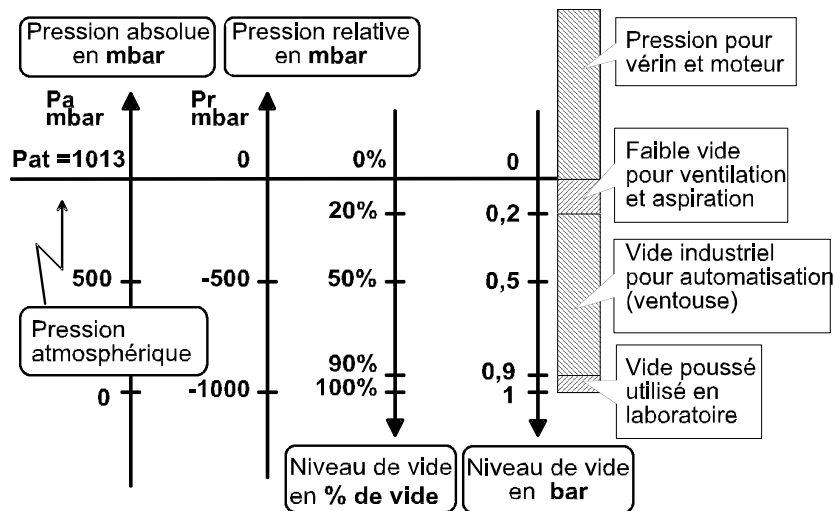 Pression absolue
en mbar
Pression relative
en mbar
Pression pour
vérin et moteur
Pa
mbar
Pr
mbar
Pat =1013
0
0%
0
Faible vide
pour ventilation
et aspiration
20%
0,2
500
-500
50%
0,5
Vide industriel
pour automatisation
(ventouse)
Pression
atmosphérique
90%
0,9
0
-1000
100%
1
Vide poussé
utilisé en
laboratoire
Niveau de vide
en % de vide
Niveau de vide
en bar